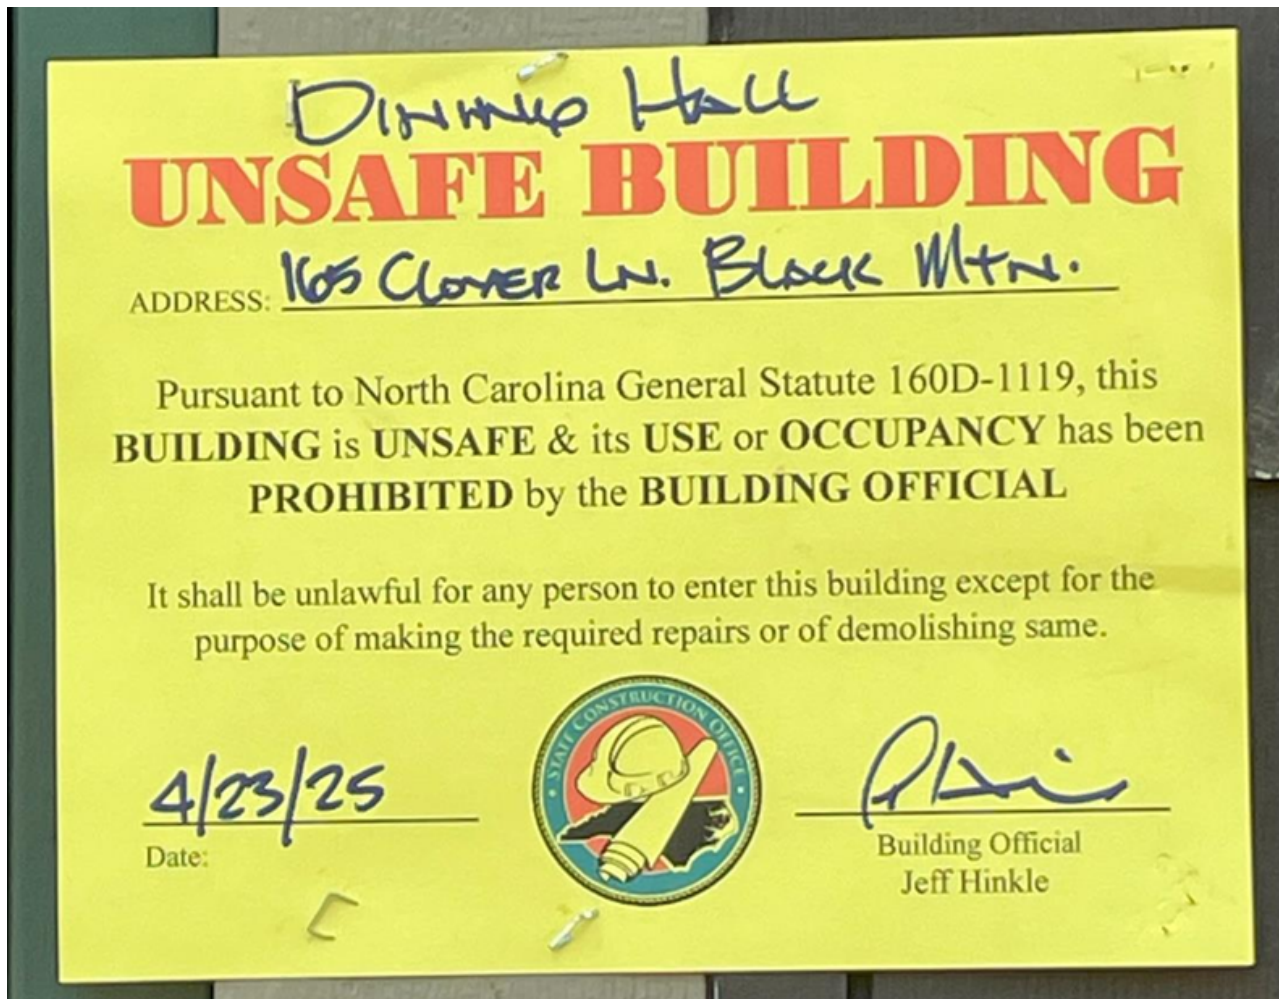 Dining Hall
UNSAFE BUILDING
ADDRESS: 165 Clover Ln. Black Mtn.
Pursuant to North Carolina General Statute 160D-1119, this
BUILDING is UNSAFE & its USE or OCCUPANCY has been
PROHIBITED by the BUILDING OFFICIAL
It shall be unlawful for any person to enter this building except for the
purpose of making the required repairs or of demolishing same.
STATE CONSTRUCTION OFFICE
4/23/25
Date:
Building Official
Jeff Hinkle